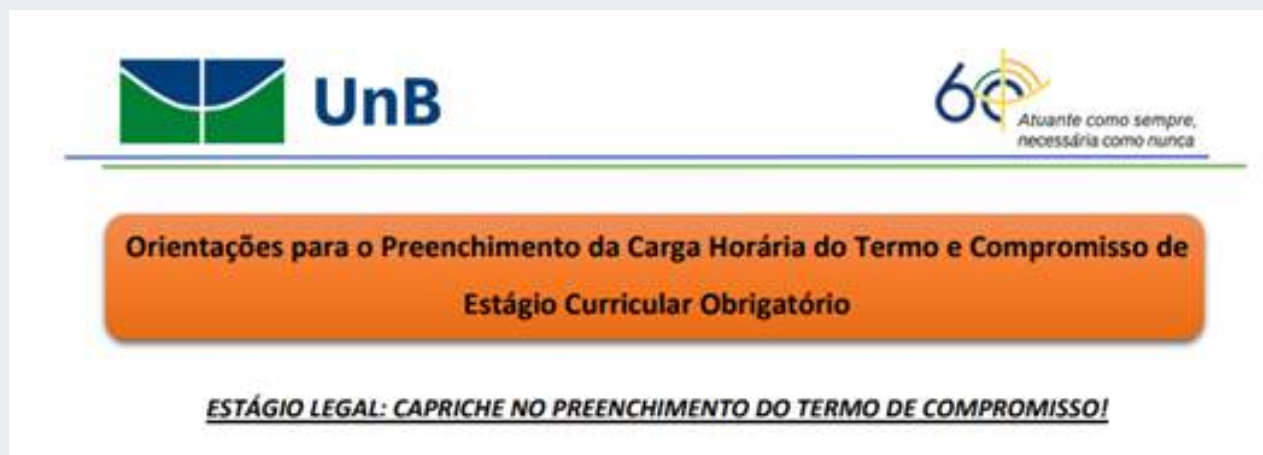 UnB
60
Atuante como sempre,
necessária como nunca
Orientações para o Preenchimento da Carga Horária do Termo e Compromisso de
Estágio Curricular Obrigatório
ESTÁGIO LEGAL: CAPRICHE NO PREENCHIMENTO DO TERMO DE COMPROMISSO!